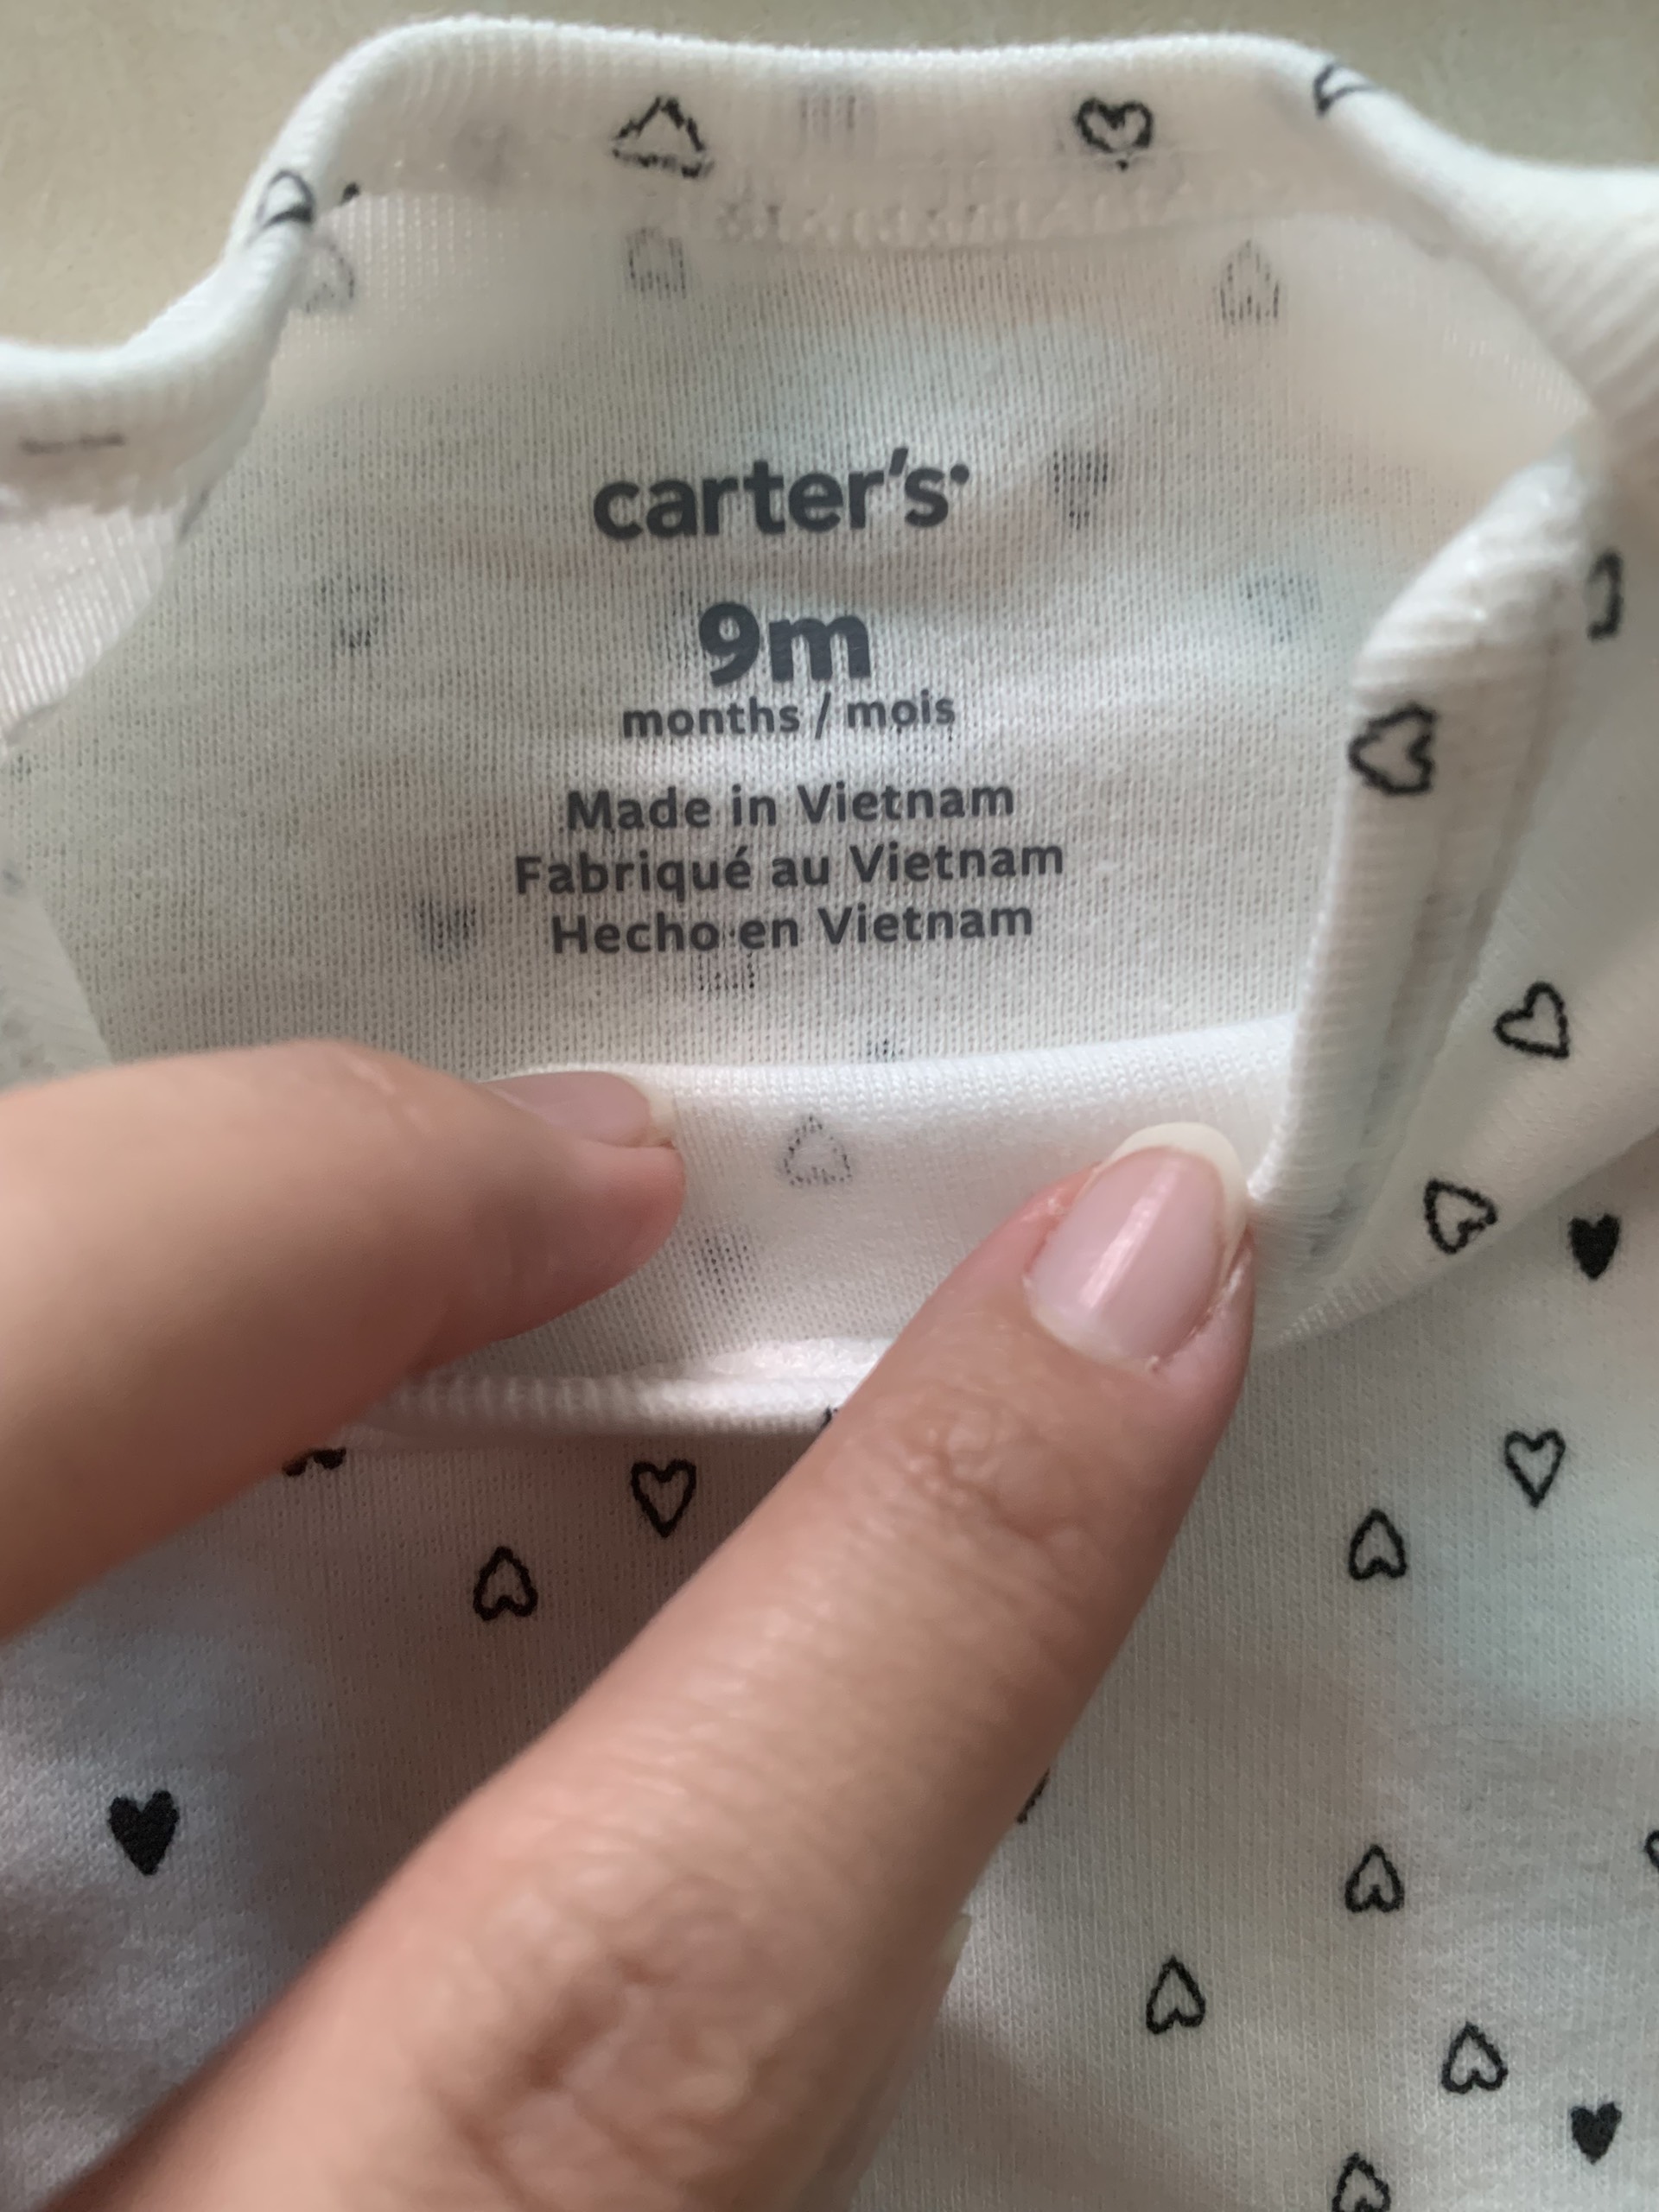 carter's
9m
months / mois
Made in Vietnam
Fabriqué au Vietnam
Hecho en Vietnam